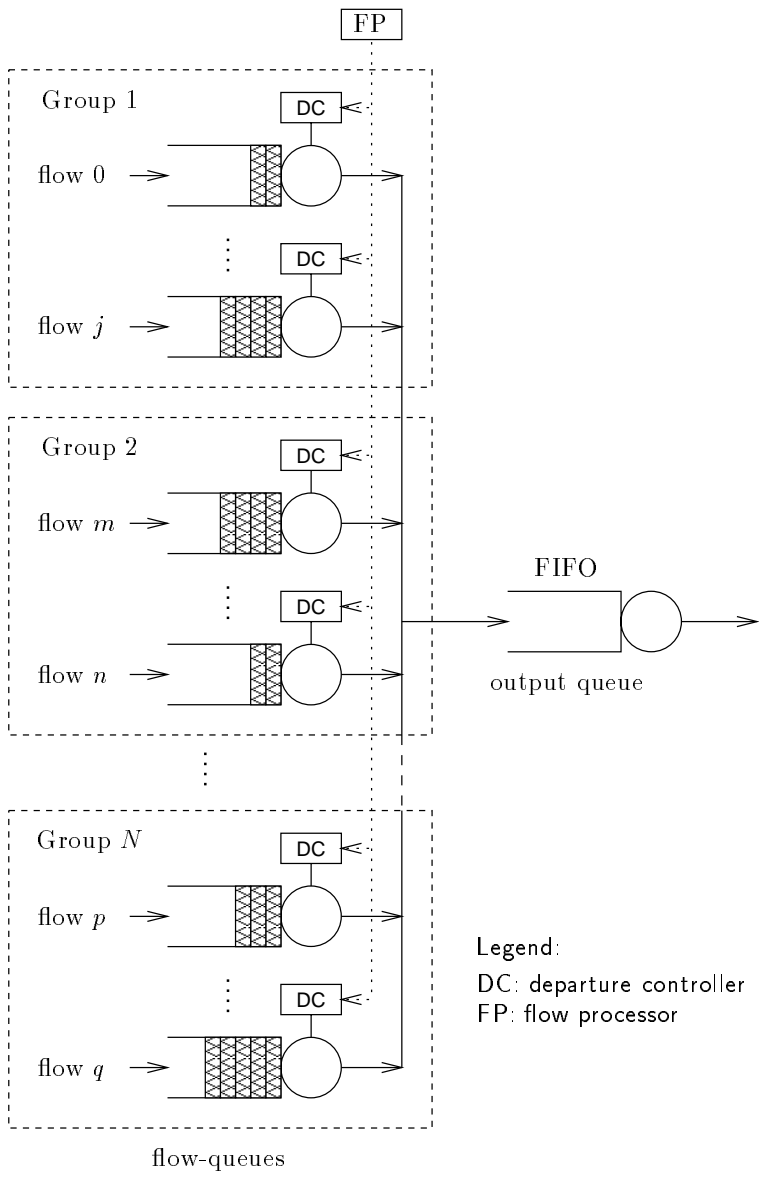 FP
Group 1
DC
flow 0
DC
flow j
Group 2
DC
flow m
FIFO
DC
flow n
output queue
Group N
DC
flow p
Legend:
DC: departure controller
DC
FP: flow processor
flow q
flow-queues